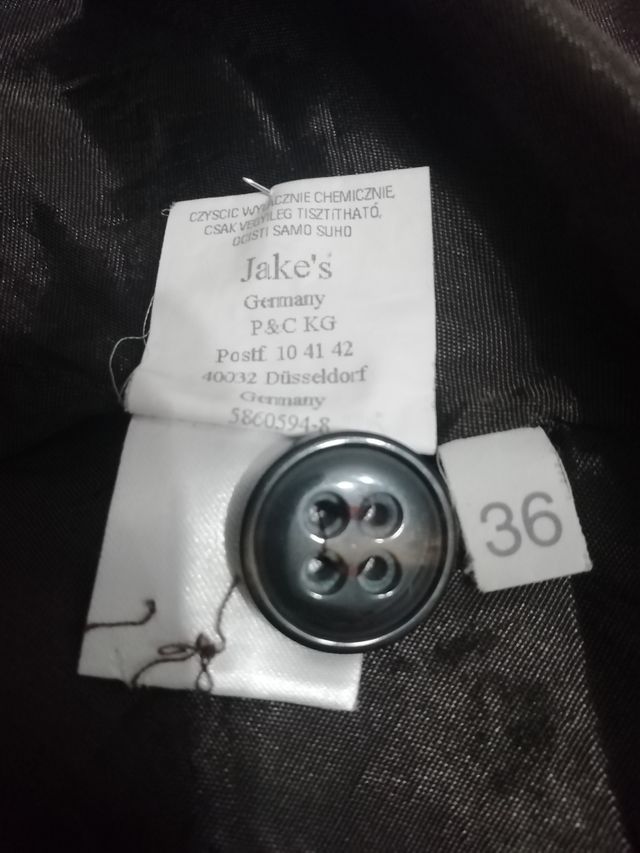 CZYSCIC WYŁĄCZNIE CHEMICZNIE,
CSAK VEGYILEG TISZTÍTHATÓ,
OCISTI SAMO SUHO
Jake's
Germany
P&C KG
Postf. 10 41 42
40032 Düsseldorf
Germany
5860594-8
36